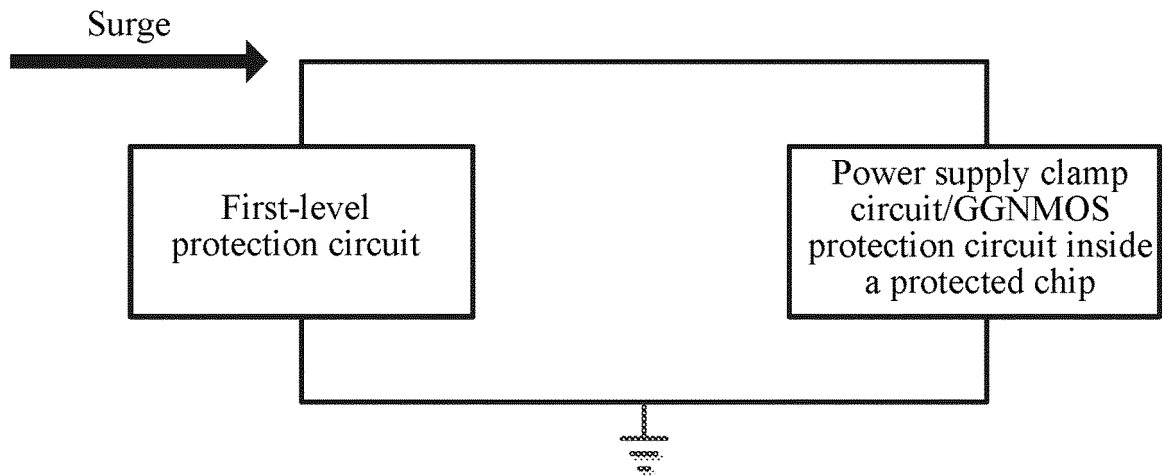 Surge
First-level
protection circuit
Power supply clamp
circuit/GGNMOS
protection circuit inside
a protected chip